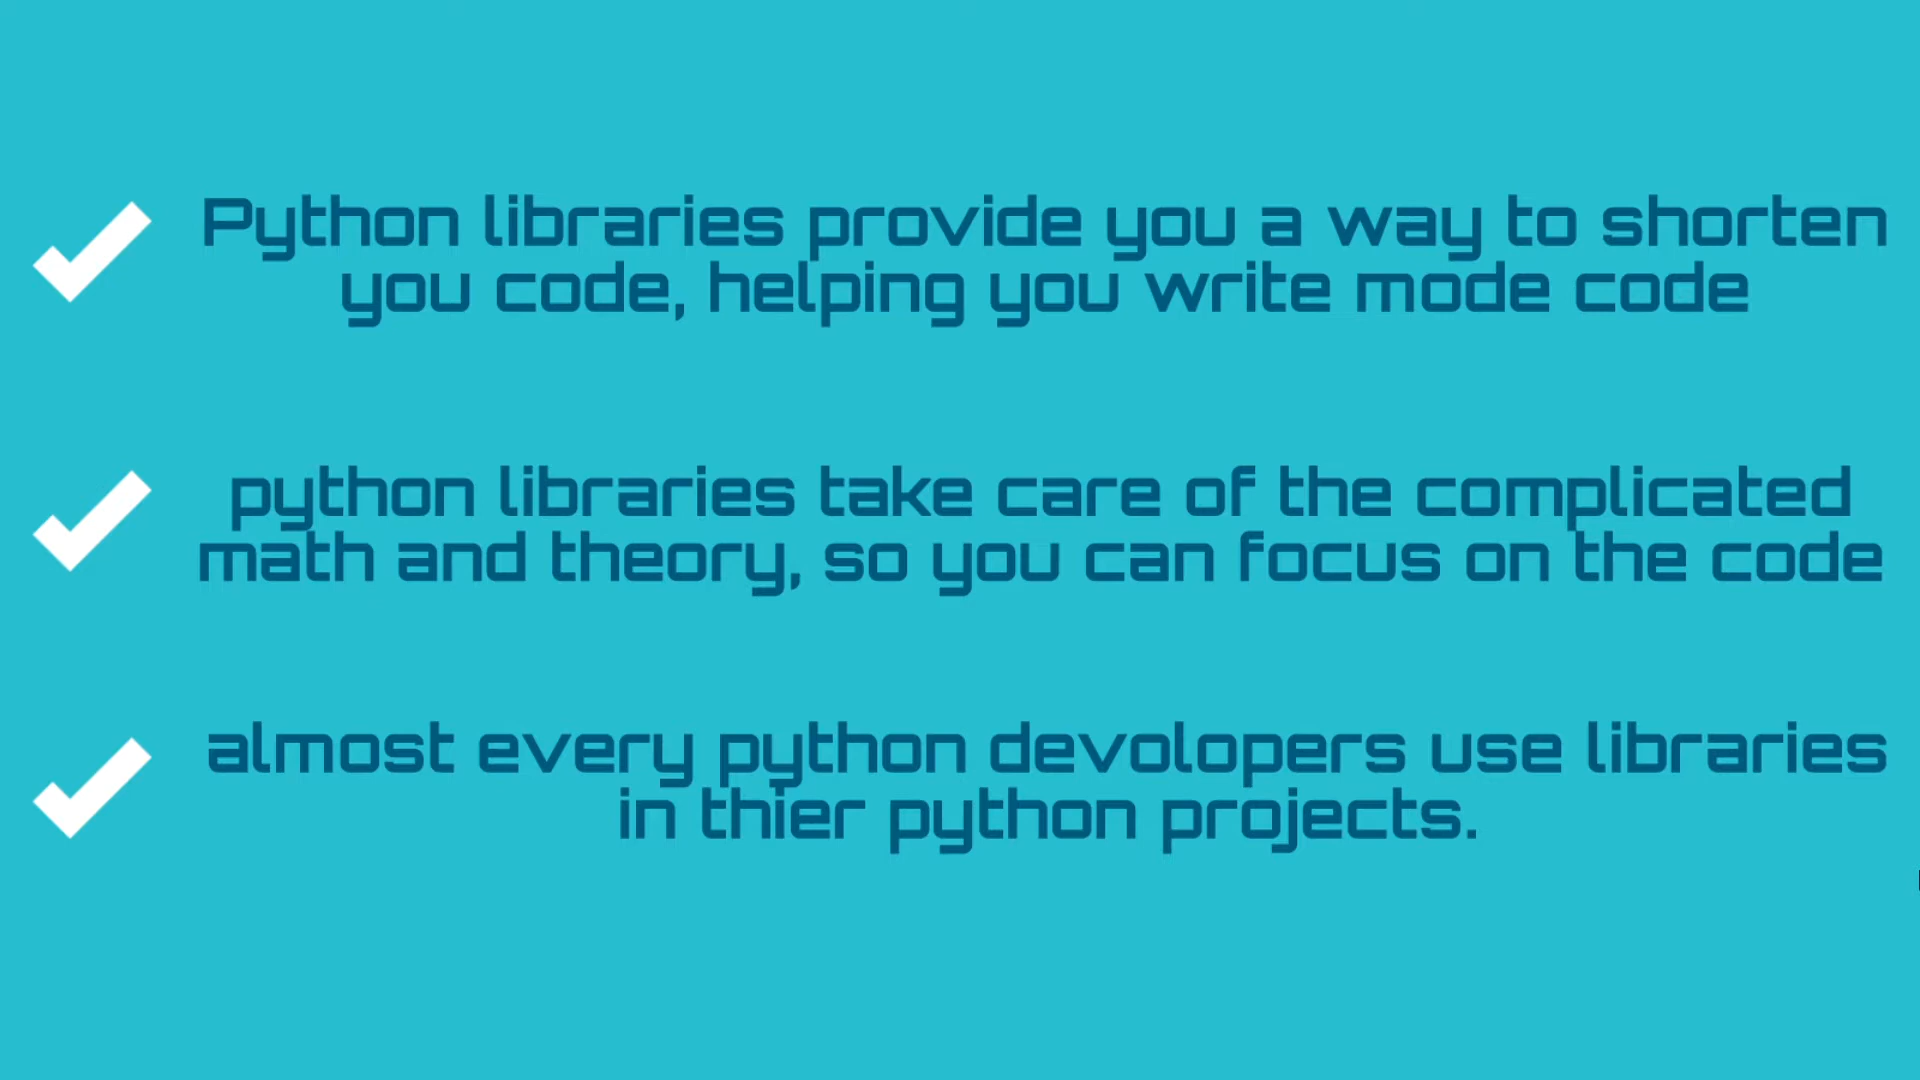 Python libraries provide you a way to shorten
you code, helping you write mode code
python libraries take care of the complicated
math and theory, so you can focus on the code
almost every python devolopers use libraries
in thier python projects.